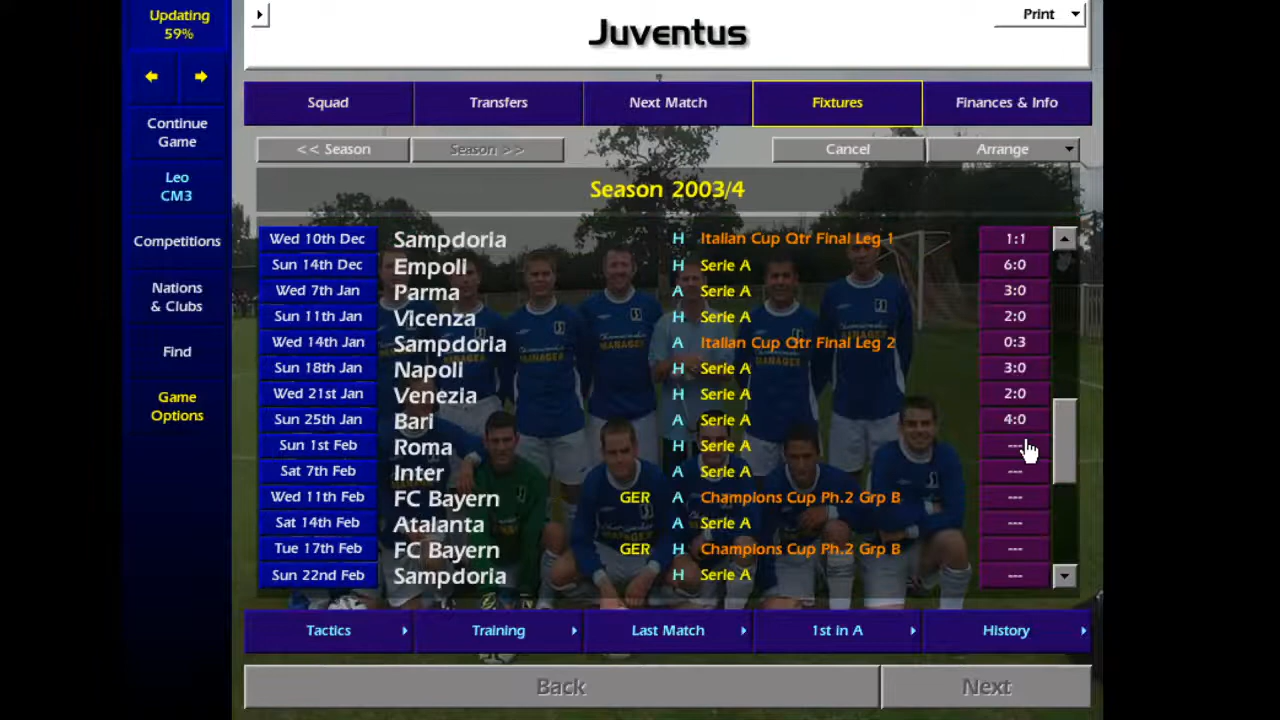 Updating
59%
Juventus
Print
Squad
Transfers
Next Match
Fixtures
Finances & Info
Continue
Game
Leo
CM3
Competitions
Nations
& Clubs
Find
Game
Options
<< Season
Season >>
Cancel
Arrange
Season 2003/4
Wed 10th Dec Sampdoria H Italian Cup Qtr Final Leg 1 1:1
Sun 14th Dec Empoli H Serie A 6:0
Wed 7th Jan Parma A Serie A 3:0
Sun 11th Jan Vicenza H Serie A 2:0
Wed 14th Jan Sampdoria A Italian Cup Qtr Final Leg 2 0:3
Sun 18th Jan Napoli H Serie A 3:0
Wed 21st Jan Venezia H Serie A 2:0
Sun 25th Jan Bari A Serie A 4:0
Sun 1st Feb Roma H Serie A ---
Sat 7th Feb Inter A Serie A ---
Wed 11th Feb FC Bayern GER A Champions Cup Ph.2 Grp B ---
Sat 14th Feb Atalanta A Serie A ---
Tue 17th Feb FC Bayern GER H Champions Cup Ph.2 Grp B ---
Sun 22nd Feb Sampdoria H Serie A ---
Tactics
Training
Last Match
1st in A
History
Back
Next